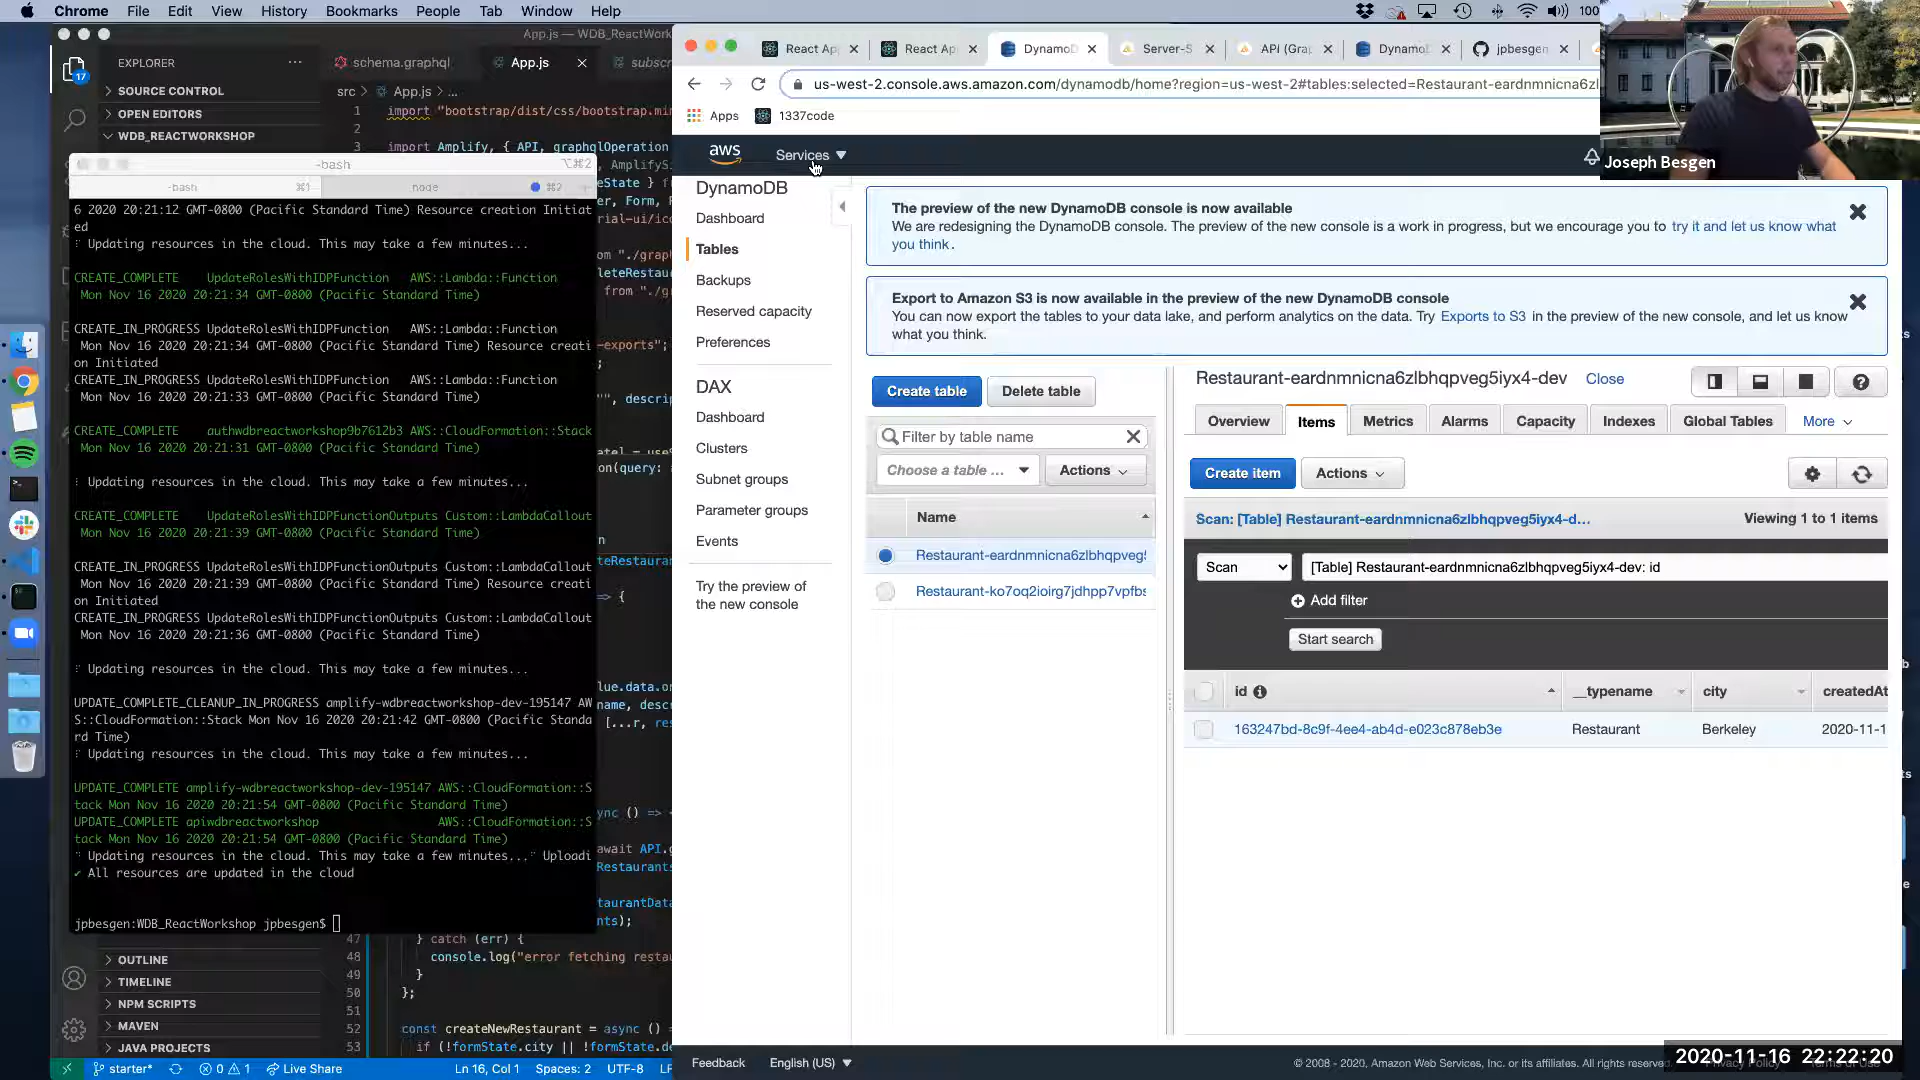 Chrome File Edit View History Bookmarks People Tab Window Help
100
App.js — WDB_ReactWor
EXPLORER
17
SOURCE CONTROL
OPEN EDITORS
WDB_REACTWORKSHOP
schema.graphql
App.js
subscr
src > App.js > ...
1 import "bootstrap/dist/css/bootstrap.mi
2
3 import Amplify, { API, graphqlOperation
-bash
⌥⌘2
-bash ⌘1 node ⌘2
6 2020 20:21:12 GMT-0800 (Pacific Standard Time) Resource creation Initiat
ed
Updating resources in the cloud. This may take a few minutes...
CREATE_COMPLETE UpdateRolesWithIDPFunction AWS::Lambda::Function
Mon Nov 16 2020 20:21:34 GMT-0800 (Pacific Standard Time)
CREATE_IN_PROGRESS UpdateRolesWithIDPFunction AWS::Lambda::Function
Mon Nov 16 2020 20:21:34 GMT-0800 (Pacific Standard Time) Resource creati
on Initiated
CREATE_IN_PROGRESS UpdateRolesWithIDPFunction AWS::Lambda::Function
Mon Nov 16 2020 20:21:33 GMT-0800 (Pacific Standard Time)
CREATE_COMPLETE authwdbreactworkshop9b7612b3 AWS::CloudFormation::Stack
Mon Nov 16 2020 20:21:31 GMT-0800 (Pacific Standard Time)
Updating resources in the cloud. This may take a few minutes...
CREATE_COMPLETE UpdateRolesWithIDPFunctionOutputs Custom::LambdaCallout
Mon Nov 16 2020 20:21:39 GMT-0800 (Pacific Standard Time)
CREATE_IN_PROGRESS UpdateRolesWithIDPFunctionOutputs Custom::LambdaCallout
Mon Nov 16 2020 20:21:39 GMT-0800 (Pacific Standard Time) Resource creati
on Initiated
CREATE_IN_PROGRESS UpdateRolesWithIDPFunctionOutputs Custom::LambdaCallout
Mon Nov 16 2020 20:21:36 GMT-0800 (Pacific Standard Time)
Updating resources in the cloud. This may take a few minutes...
UPDATE_COMPLETE_CLEANUP_IN_PROGRESS amplify-wdbreactworkshop-dev-195147 AW
S::CloudFormation::Stack Mon Nov 16 2020 20:21:42 GMT-0800 (Pacific Standa
rd Time)
Updating resources in the cloud. This may take a few minutes...
UPDATE_COMPLETE amplify-wdbreactworkshop-dev-195147 AWS::CloudFormation::S
tack Mon Nov 16 2020 20:21:54 GMT-0800 (Pacific Standard Time)
UPDATE_COMPLETE apiwdbreactworkshop AWS::CloudFormation::S
tack Mon Nov 16 2020 20:21:54 GMT-0800 (Pacific Standard Time)
Updating resources in the cloud. This may take a few minutes... Uploadi
✔ All resources are updated in the cloud
jpbesgen:WDB_ReactWorkshop jpbesgen$
47 } catch (err) {
48 console.log("error fetching resta
49 }
50 };
51
52 const createNewRestaurant = async () =
53 if (!formState.city || !formState.de
OUTLINE
TIMELINE
NPM SCRIPTS
MAVEN
JAVA PROJECTS
starter* 0 1 Live Share Ln 16, Col 1 Spaces: 2 UTF-8 LF
React Ap
React Ap
DynamoD
Server-S
API (Gra
Dynamo
jpbesgen
us-west-2.console.aws.amazon.com/dynamodb/home?region=us-west-2#tables:selected=Restaurant-eardnmnicna6zl
Apps 1337code
aws Services
Joseph Besgen
DynamoDB
Dashboard
Tables
Backups
Reserved capacity
Preferences
DAX
Dashboard
Clusters
Subnet groups
Parameter groups
Events
Try the preview of
the new console
The preview of the new DynamoDB console is now available
We are redesigning the DynamoDB console. The preview of the new console is a work in progress, but we encourage you to try it and let us know what
you think.
Export to Amazon S3 is now available in the preview of the new DynamoDB console
You can now export the tables to your data lake, and perform analytics on the data. Try Exports to S3 in the preview of the new console, and let us know
what you think.
Create table
Delete table
Filter by table name
Choose a table ...
Actions
Name
Restaurant-eardnmnicna6zlbhqpveg
Restaurant-ko7oq2ioirg7jdhpp7vpfbs
Restaurant-eardnmnicna6zlbhqpveg5iyx4-dev Close
Overview Items Metrics Alarms Capacity Indexes Global Tables More
Create item
Actions
Scan: [Table] Restaurant-eardnmnicna6zlbhqpveg5iyx4-d...
Viewing 1 to 1 items
Scan
[Table] Restaurant-eardnmnicna6zlbhqpveg5iyx4-dev: id
Add filter
Start search
id __typename city createdAt
163247bd-8c9f-4ee4-ab4d-e023c878eb3e Restaurant Berkeley 2020-11-1
Feedback English (US)
© 2008 - 2020, Amazon Web Services, Inc. or its affiliates. All rights reserved
2020-11-16 22:22:20